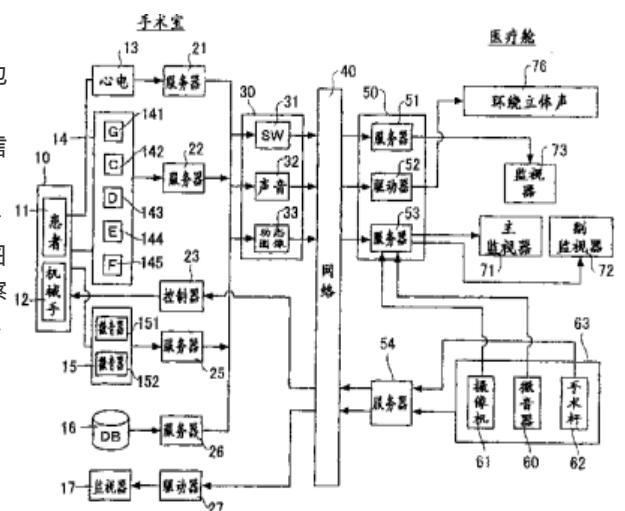 手术室
医疗舱
13
21
心电
服务器
30
31
SW
40
50
51
服务器
76
环绕立体声
14
141
G
142
C
143
D
144
E
145
F
22
服务器
32
声音
33
动态图像
52
驱动器
53
服务器
73
监视器
主监视器
71
副监视器
72
10
11
患者
12
机械手
23
控制器
网络
15
微音器
151
微音器
152
服务器
25
54
服务器
63
摄像机
61
微音器
60
手术杆
62
16
DB
服务器
26
17
监视器
驱动器
27